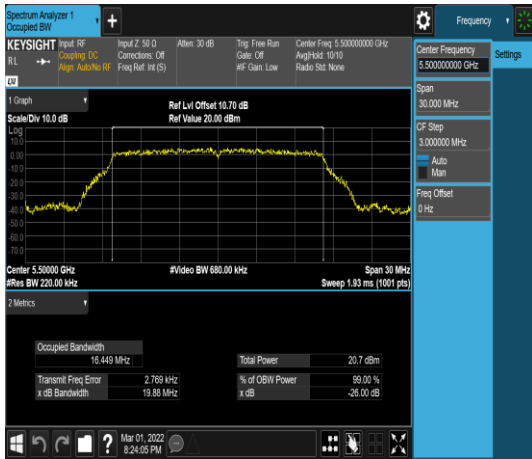 Spectrum Analyzer 1
Occupied BW
Frequency
KEYSIGHT
R L
LXI
Input: RF
Coupling: DC
Align: Auto/No RF
Input Z: 50 Ω
Corrections: Off
Freq Ref: Int (S)
Atten: 30 dB
Trig: Free Run
Gate: Off
#IF Gain: Low
Center Freq: 5.500000000 GHz
Avg|Hold: 10/10
Radio Std: None
Center Frequency
5.500000000 GHz
Settings
Span
30.000 MHz
CF Step
3.000000 MHz
Auto
Man
Freq Offset
0 Hz
1 Graph
Scale/Div 10.0 dB
Ref Lvl Offset 10.70 dB
Ref Value 20.00 dBm
Log
10.0
0.00
-10.0
-20.0
-30.0
-40.0
-50.0
-60.0
-70.0
Center 5.50000 GHz
#Res BW 220.00 kHz
#Video BW 680.00 kHz
Span 30 MHz
Sweep 1.93 ms (1001 pts)
2 Metrics
Occupied Bandwidth
16.449 MHz
Total Power 20.7 dBm
Transmit Freq Error 2.769 kHz
% of OBW Power 99.00 %
x dB Bandwidth 19.88 MHz
x dB -26.00 dB
?
Mar 01, 2022
8:24:05 PM